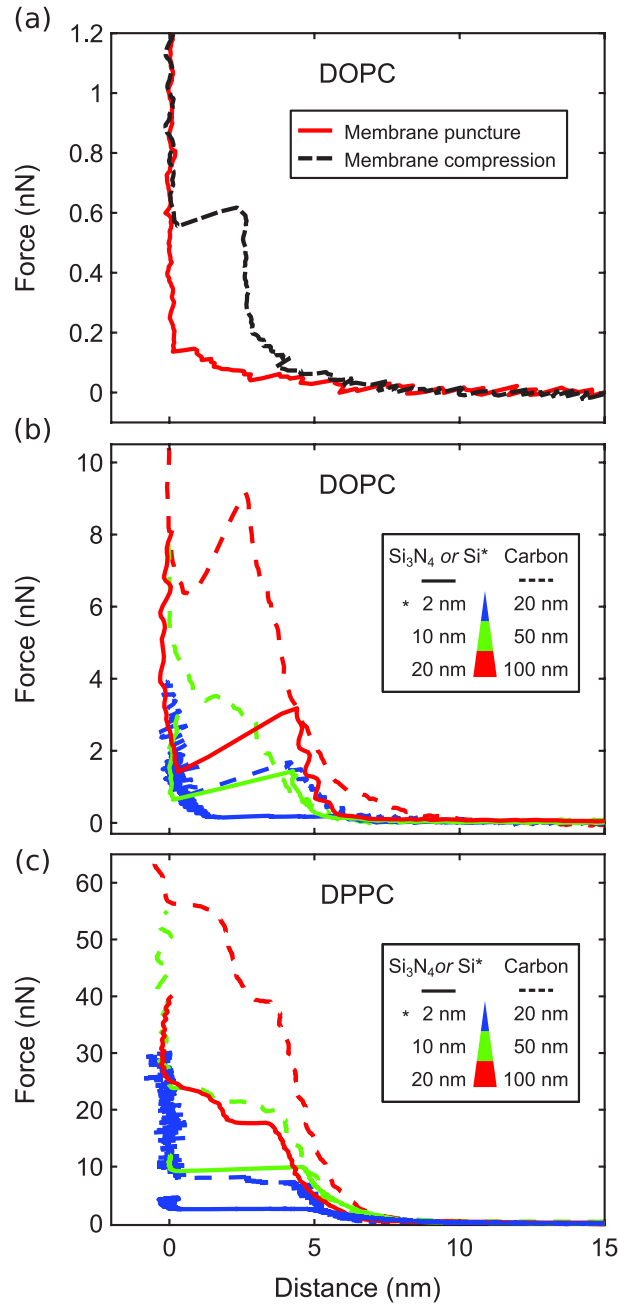 (a)
1.2
1
0.8
0.6
0.4
0.2
0
Force (nN)
DOPC
Membrane puncture
Membrane compression
(b)
10
8
6
4
2
0
Force (nN)
DOPC
Si₃N₄ or Si* Carbon
* 2 nm 20 nm
10 nm 50 nm
20 nm 100 nm
(c)
60
50
40
30
20
10
0
Force (nN)
DPPC
Si₃N₄ or Si* Carbon
* 2 nm 20 nm
10 nm 50 nm
20 nm 100 nm
0 5 10 15
Distance (nm)